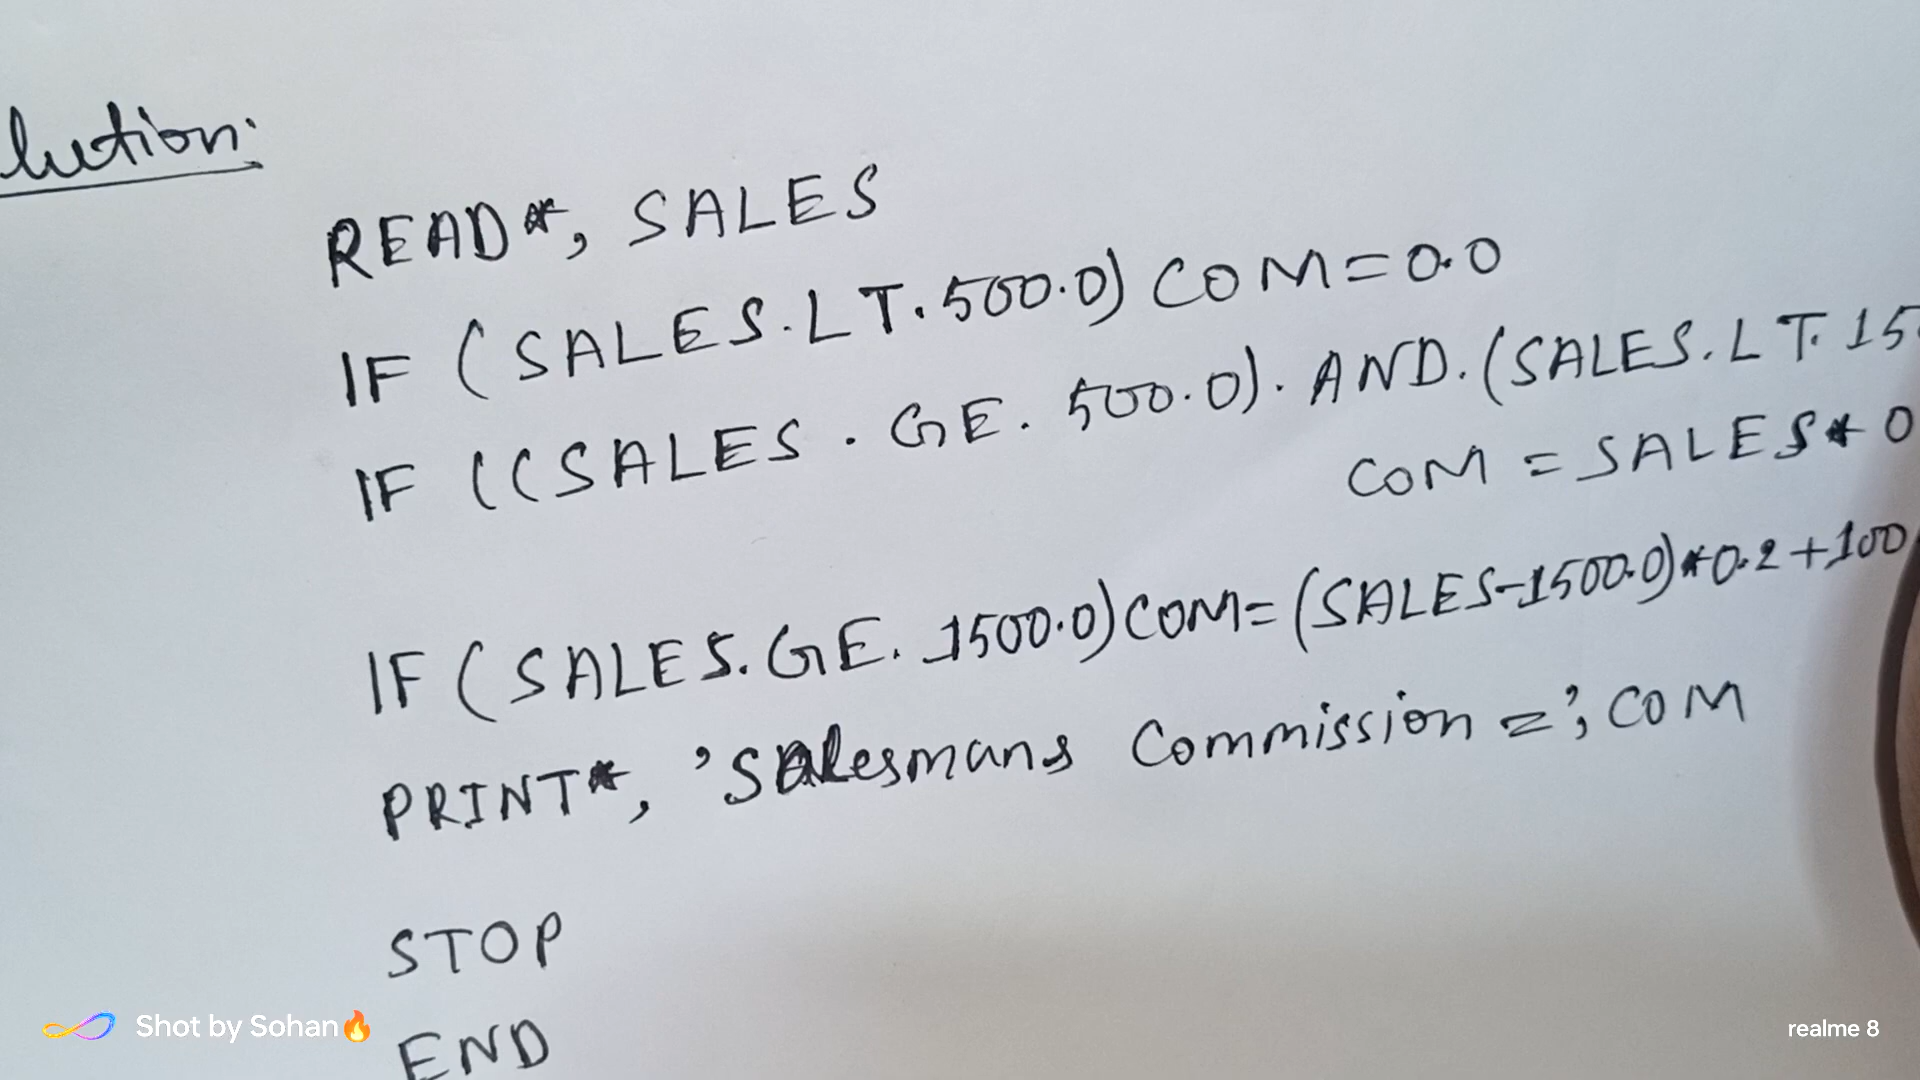 lution:
READ*, SALES
IF (SALES.LT.500.0) COM=0.0
IF ((SALES.GE.500.0).AND.(SALES.LT.15
COM = SALES*0
IF (SALES.GE.1500.0)COM=(SALES-1500.0)*0.2+100
PRINT*, 'Salesmans Commission =', COM
STOP
END
Shot by Sohan🔥
realme 8